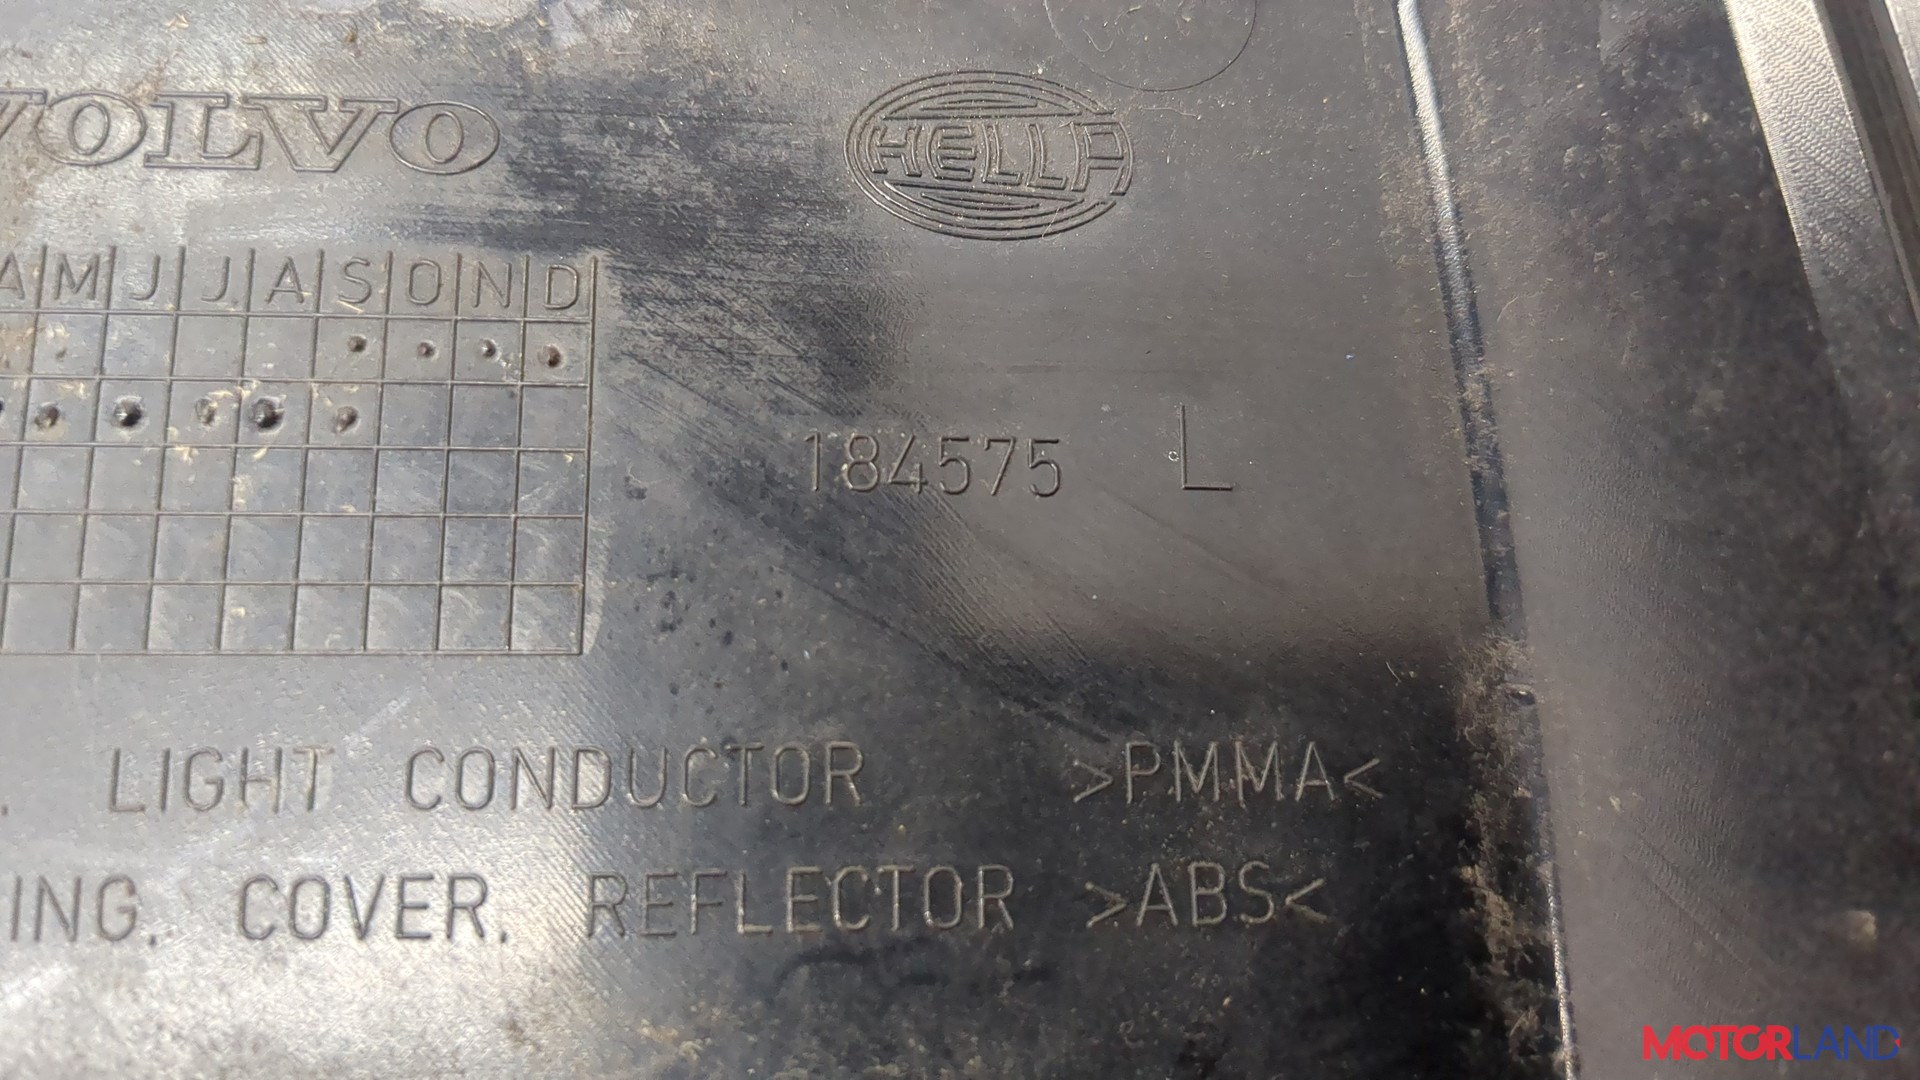 VOLVO
HELLA
A M J J A S O N D
184575 L
. LIGHT CONDUCTOR >PMMA<
ING. COVER. REFLECTOR >ABS<
MOTORLAND